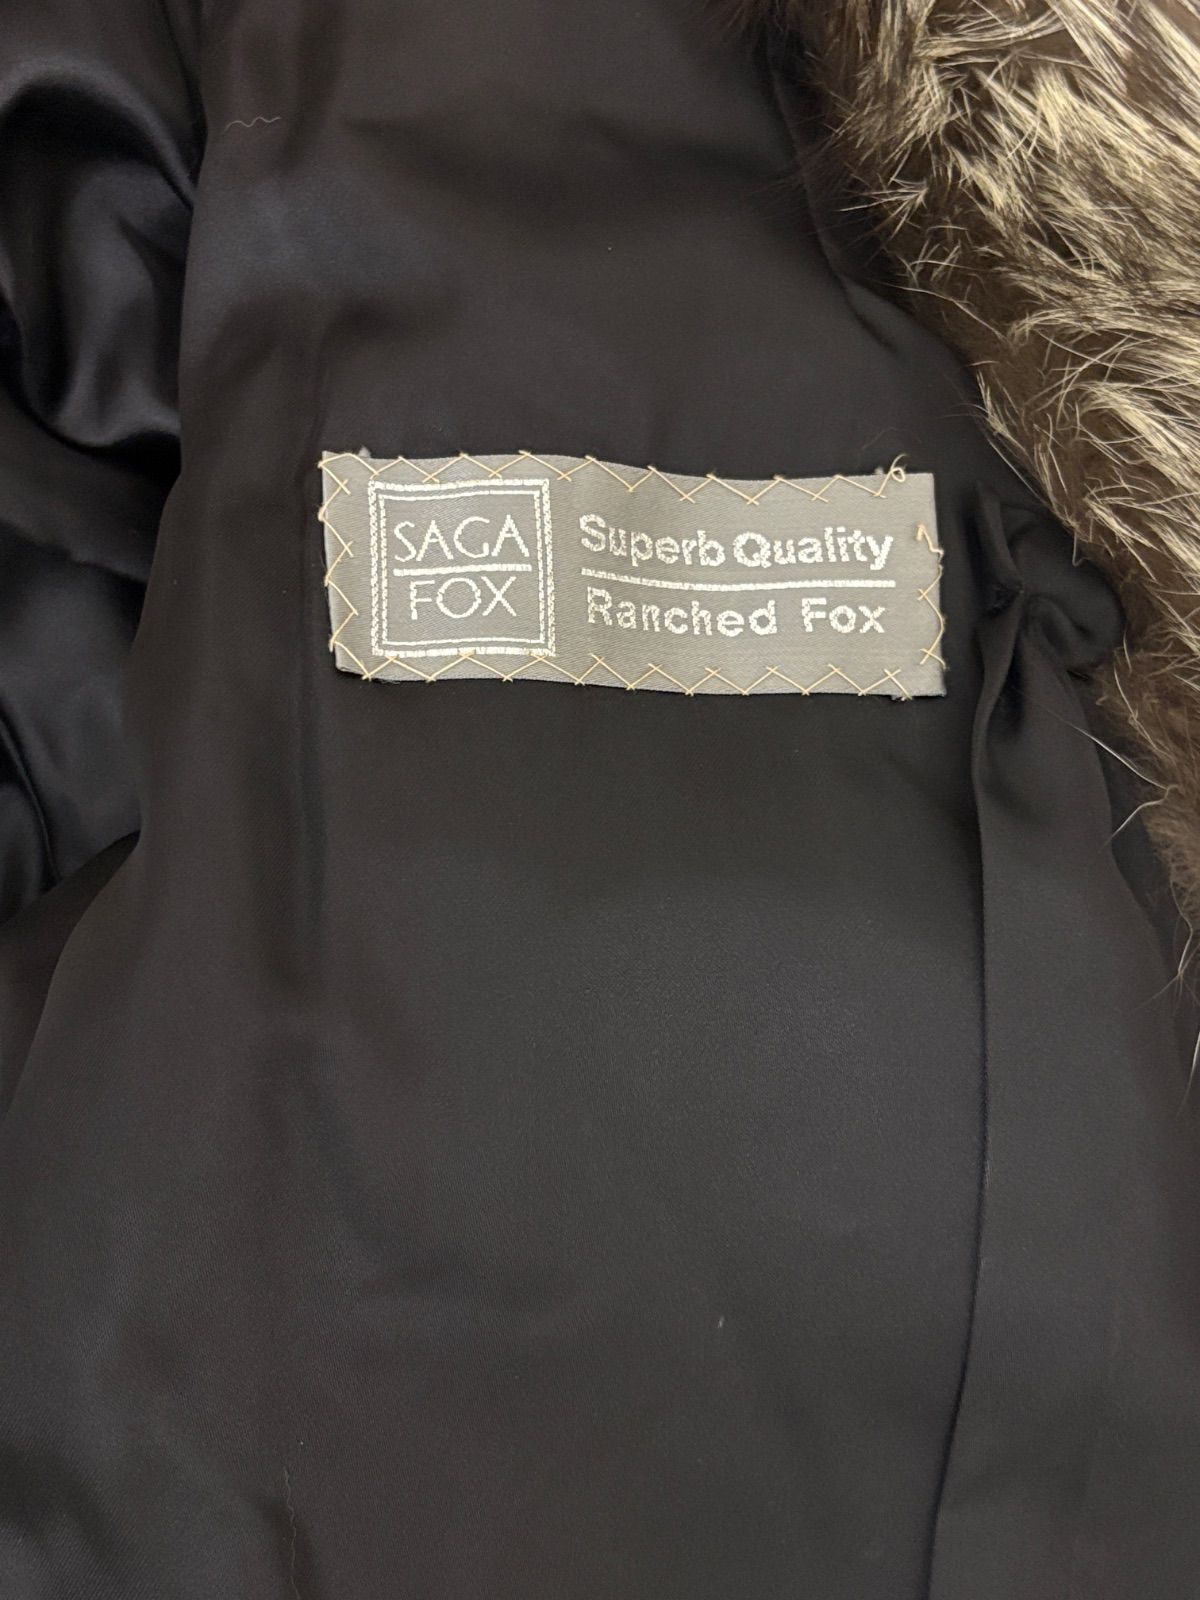 SAGA
FOX
Superb Quality
Ranched Fox